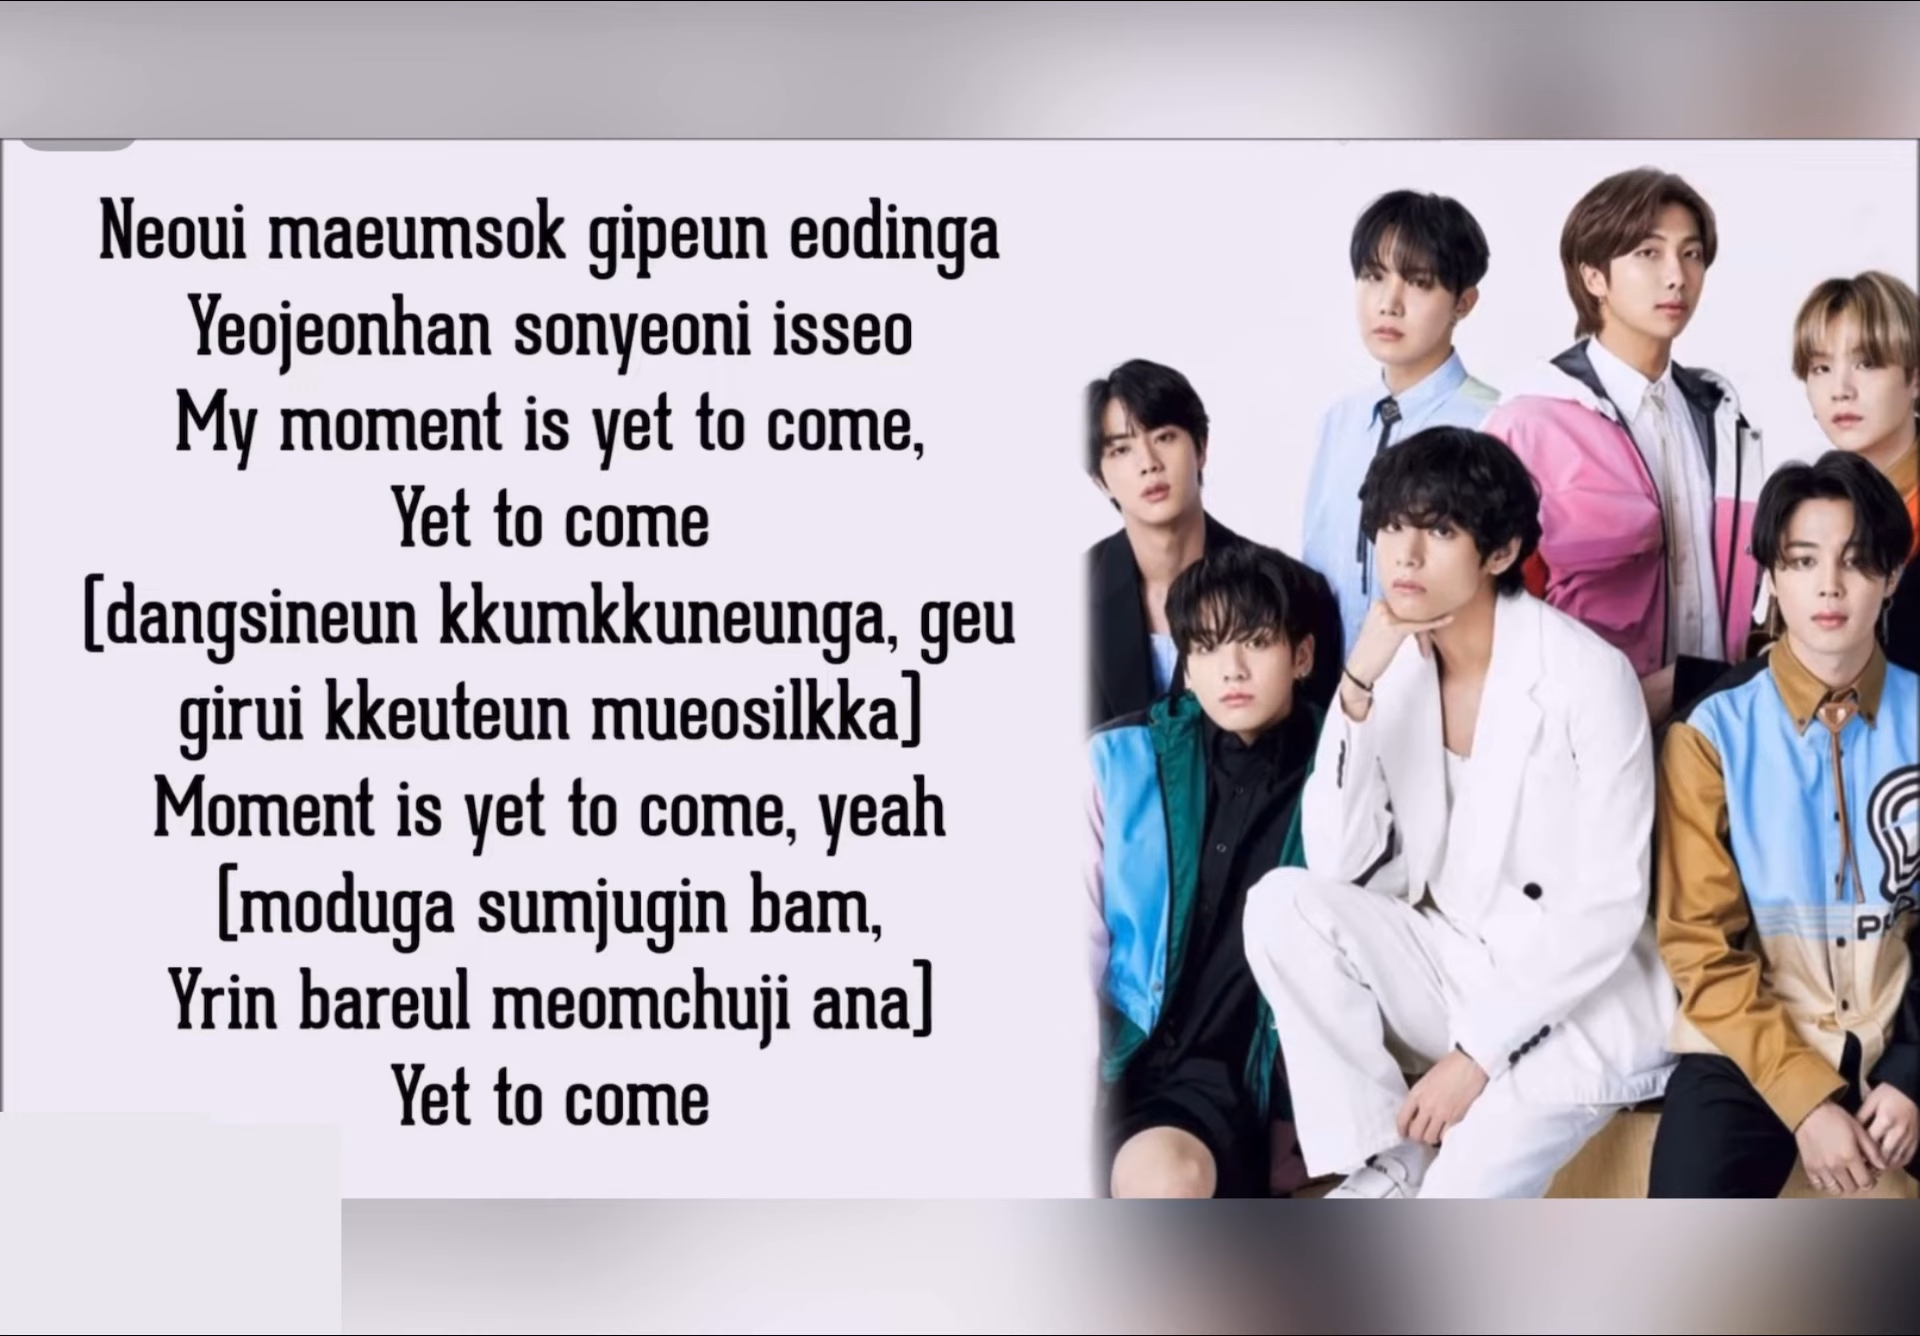 Neoui maeumsok gipeun eodinga
Yeojeonhan sonyeoni isseo
My moment is yet to come,
Yet to come
[dangsineun kkumkkuneunga, geu
girui kkeuteun mueosilkka]
Moment is yet to come, yeah
[moduga sumjugin bam,
Yrin bareul meomchuji ana]
Yet to come